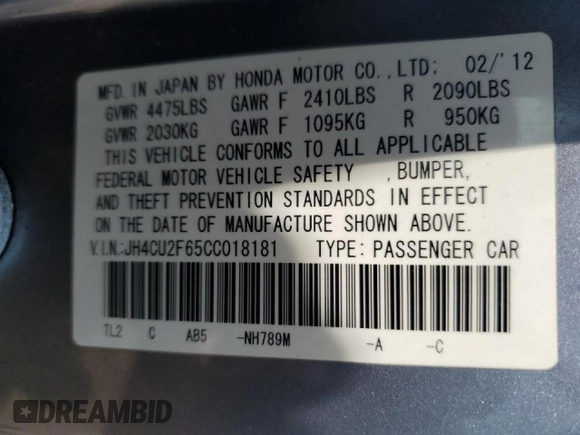 MFD. IN JAPAN BY HONDA MOTOR CO.,LTD: 02/'12
GVWR 4475LBS GAWR F 2410LBS R 2090LBS
GVWR 2030KG GAWR F 1095KG R 950KG
THIS VEHICLE CONFORMS TO ALL APPLICABLE
FEDERAL MOTOR VEHICLE SAFETY ,BUMPER,
AND THEFT PREVENTION STANDARDS IN EFFECT
ON THE DATE OF MANUFACTURE SHOWN ABOVE.
V.I.N.:JH4CU2F65CC018181 TYPE: PASSENGER CAR
TL2 C AB5 -NH789M -A -C
DREAMBID